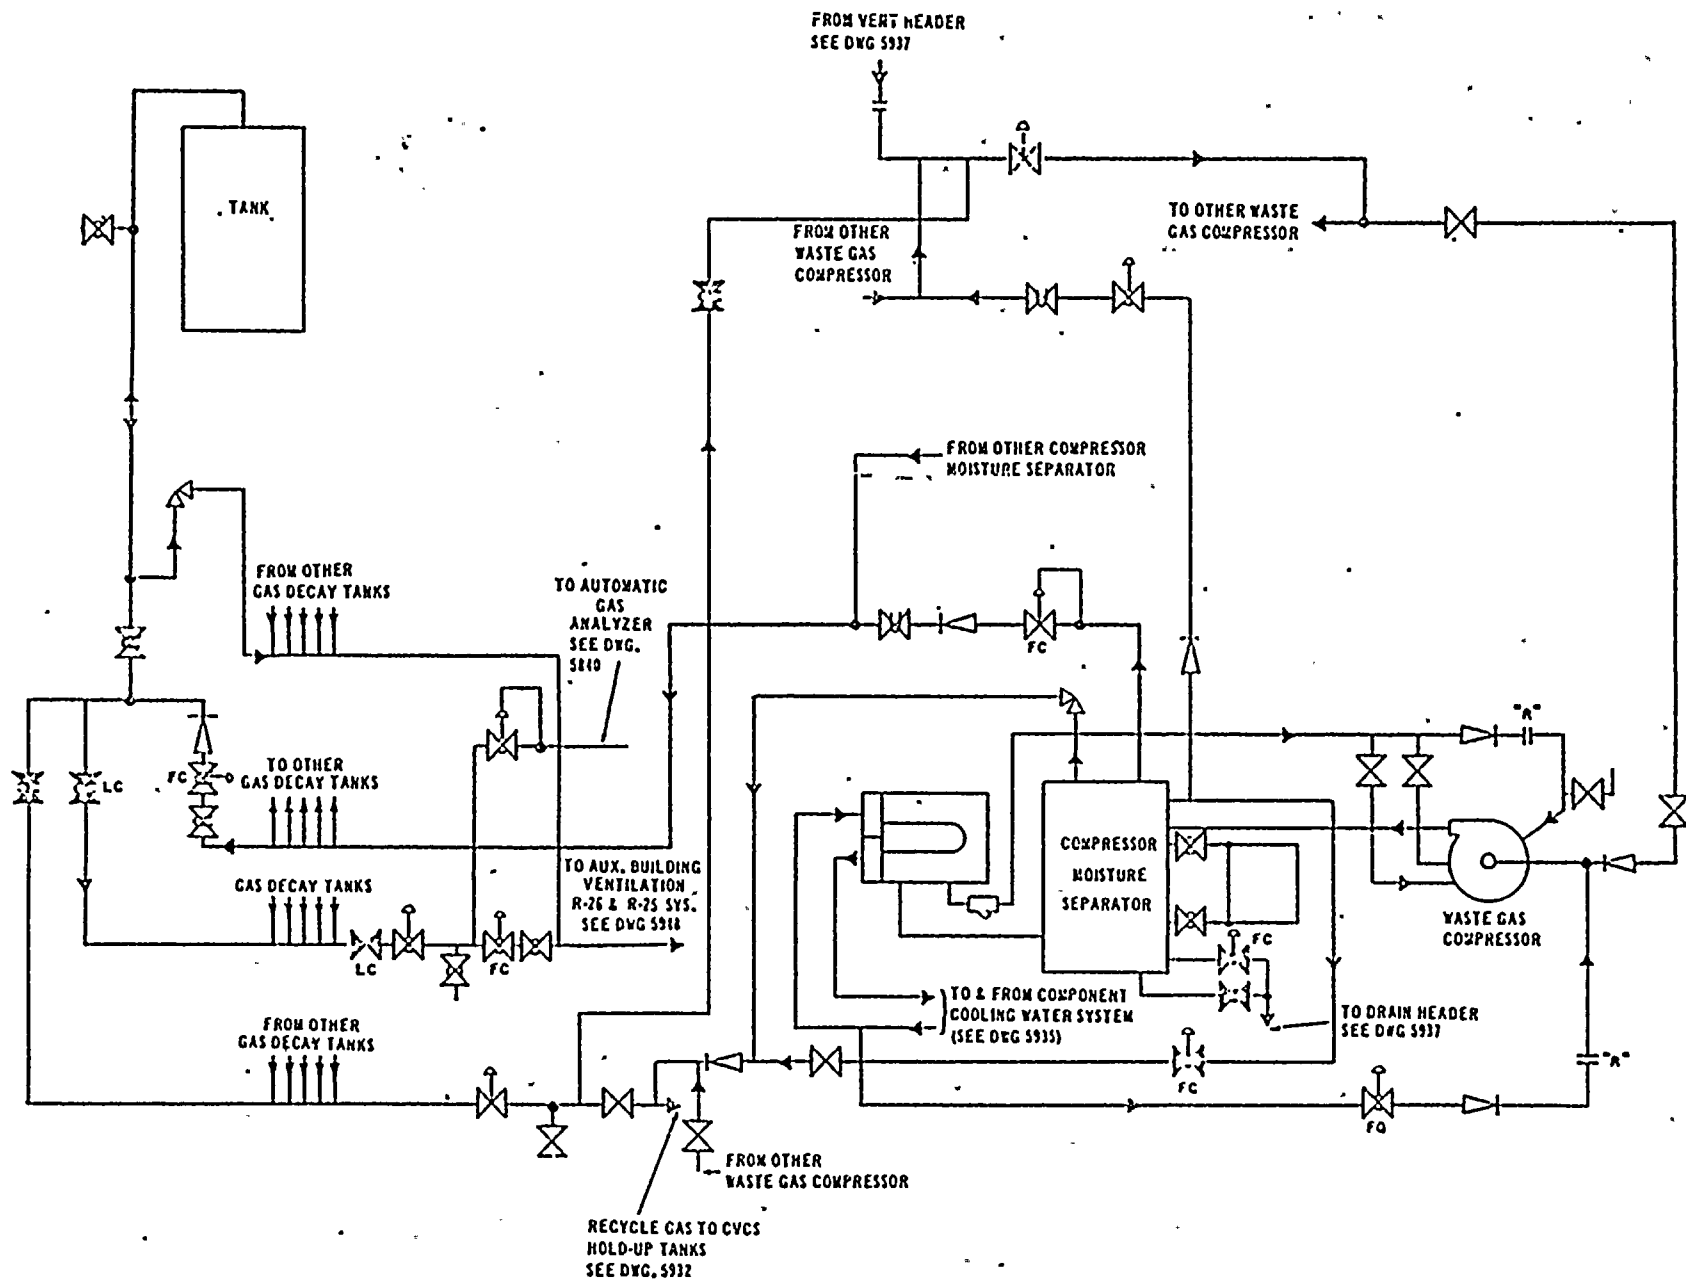 FROM VENT HEADER
SEE DWG 5937
TANK
TO OTHER WASTE
GAS COMPRESSOR
FROM OTHER
WASTE GAS
COMPRESSOR
FROM OTHER COMPRESSOR
MOISTURE SEPARATOR
FROM OTHER
GAS DECAY TANKS
TO AUTOMATIC
GAS
ANALYZER
SEE DWG.
5840
FC
"R"
FC
LC
TO OTHER
GAS DECAY TANKS
COMPRESSOR
MOISTURE
SEPARATOR
TO AUX. BUILDING
VENTILATION
R-26 & R-25 SYS.
SEE DWG 5948
GAS DECAY TANKS
WASTE GAS
COMPRESSOR
LC
FC
FC
TO & FROM COMPONENT
COOLING WATER SYSTEM
(SEE DWG 5935)
TO DRAIN HEADER
SEE DWG 5937
FROM OTHER
GAS DECAY TANKS
"R"
FC
FO
FROM OTHER
WASTE GAS COMPRESSOR
RECYCLE GAS TO CVCS
HOLD-UP TANKS
SEE DWG. 5932